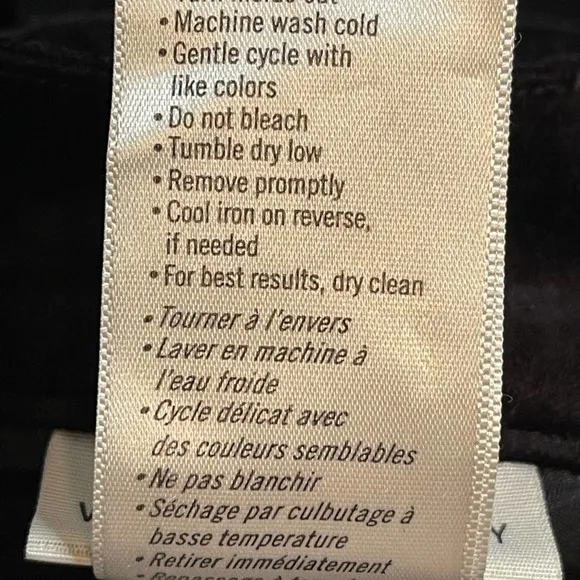 • Machine wash cold
• Gentle cycle with
like colors
• Do not bleach
• Tumble dry low
• Remove promptly
• Cool iron on reverse,
if needed
• For best results, dry clean
• Tourner à l'envers
• Laver en machine à
l'eau froide
• Cycle délicat avec
des couleurs semblables
• Ne pas blanchir
• Séchage par culbutage à
basse temperature
• Retirer immédiatement